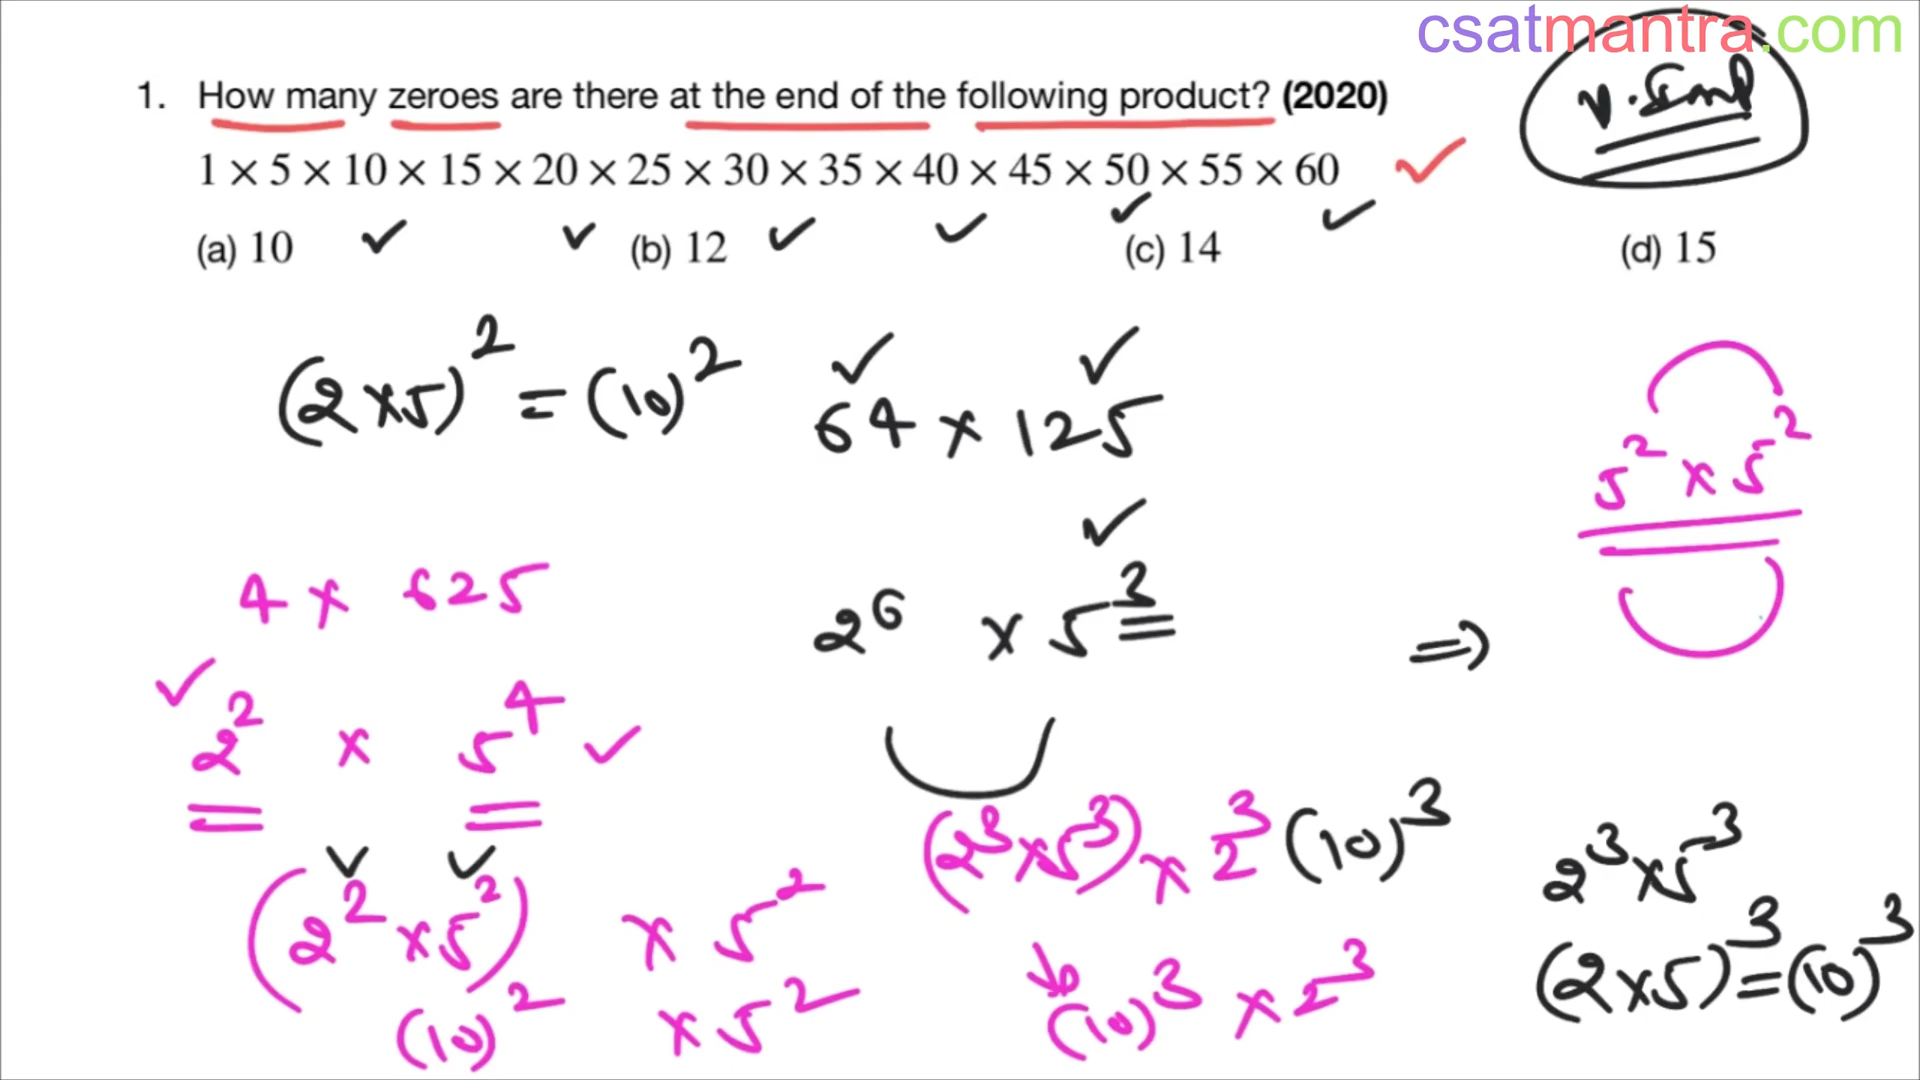 csatmantra.com
1. How many zeroes are there at the end of the following product? (2020)
1 × 5 × 10 × 15 × 20 × 25 × 30 × 35 × 40 × 45 × 50 × 55 × 60
(a) 10 (b) 12 (c) 14 (d) 15
(2×5)² = (10)²
64 × 125
5² × 5²
4 × 625
2⁶ × 5³
⇒
2² × 5⁴
(2³×5³) × 2³ (10)³
2³×5³
(2²×5²) × 5²
(10)³ × 2³
(2×5)³ = (10)³
(10)² × 5²